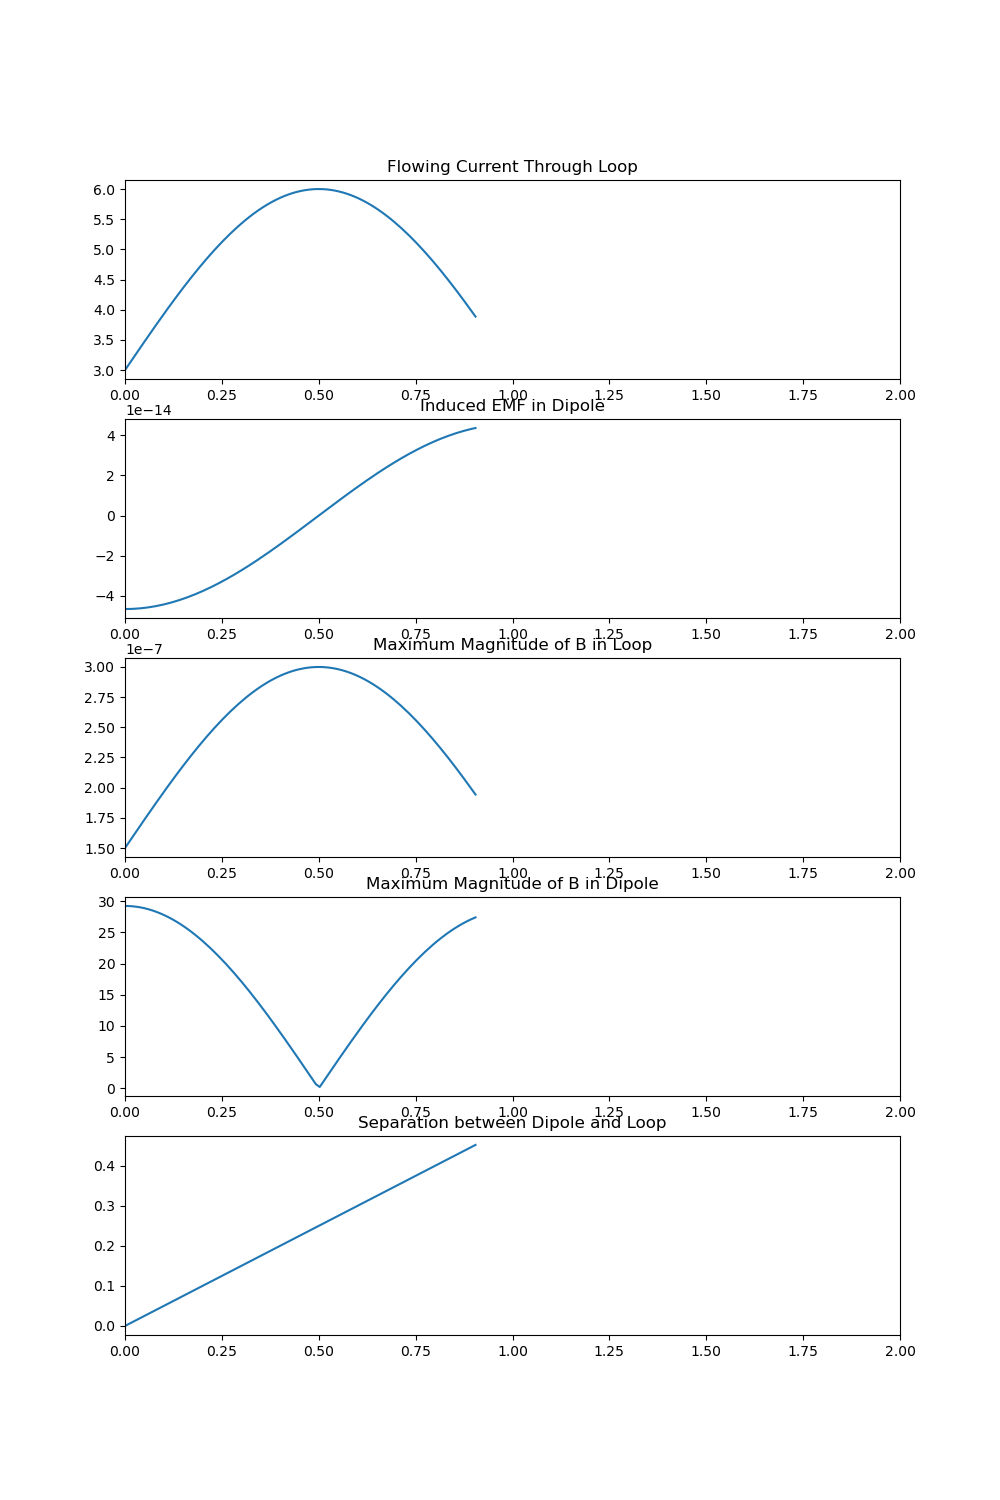 Flowing Current Through Loop
6.0
5.5
5.0
4.5
4.0
3.5
3.0
0.00 0.25 0.50 0.75 1.00 1.25 1.50 1.75 2.00
Induced EMF in Dipole
1e−14
4
2
0
−2
−4
0.00 0.25 0.50 0.75 1.00 1.25 1.50 1.75 2.00
Maximum Magnitude of B in Loop
1e−7
3.00
2.75
2.50
2.25
2.00
1.75
1.50
0.00 0.25 0.50 0.75 1.00 1.25 1.50 1.75 2.00
Maximum Magnitude of B in Dipole
30
25
20
15
10
5
0
0.00 0.25 0.50 0.75 1.00 1.25 1.50 1.75 2.00
Separation between Dipole and Loop
0.4
0.3
0.2
0.1
0.0
0.00 0.25 0.50 0.75 1.00 1.25 1.50 1.75 2.00